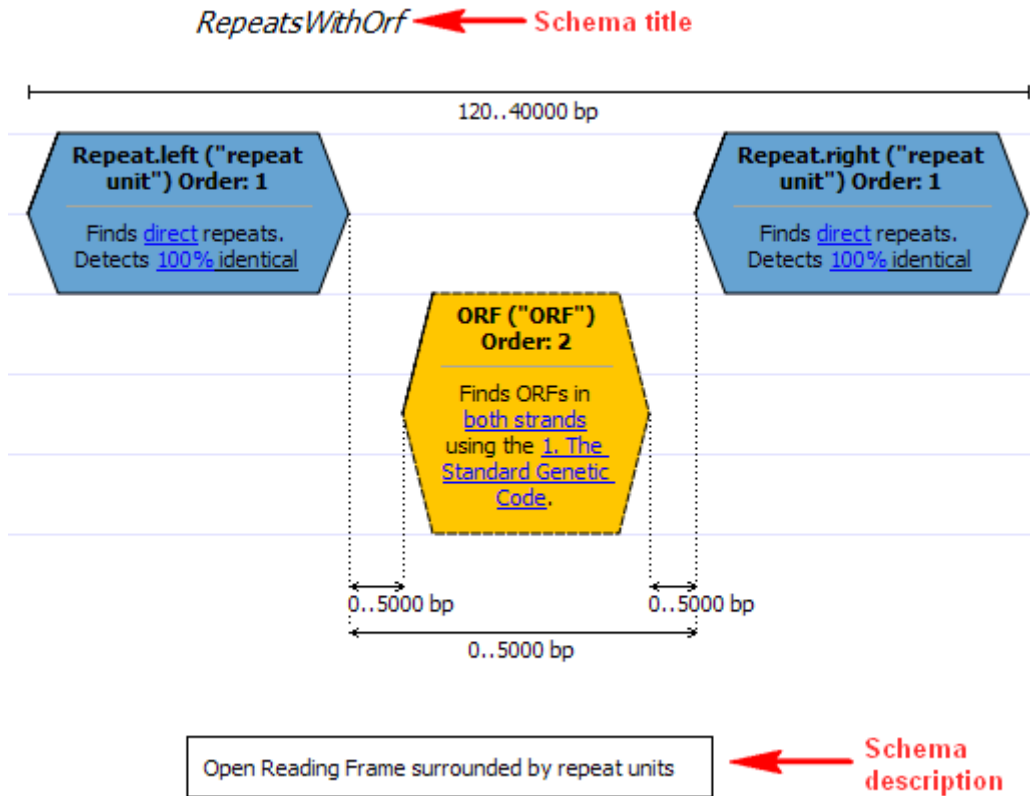 RepeatsWithOrf
Schema title
120..40000 bp
Repeat.left ("repeat
unit") Order: 1
Finds direct repeats.
Detects 100% identical
Repeat.right ("repeat
unit") Order: 1
Finds direct repeats.
Detects 100% identical
ORF ("ORF")
Order: 2
Finds ORFs in
both strands
using the 1. The
Standard Genetic
Code.
0..5000 bp
0..5000 bp
0..5000 bp
Open Reading Frame surrounded by repeat units
Schema
description